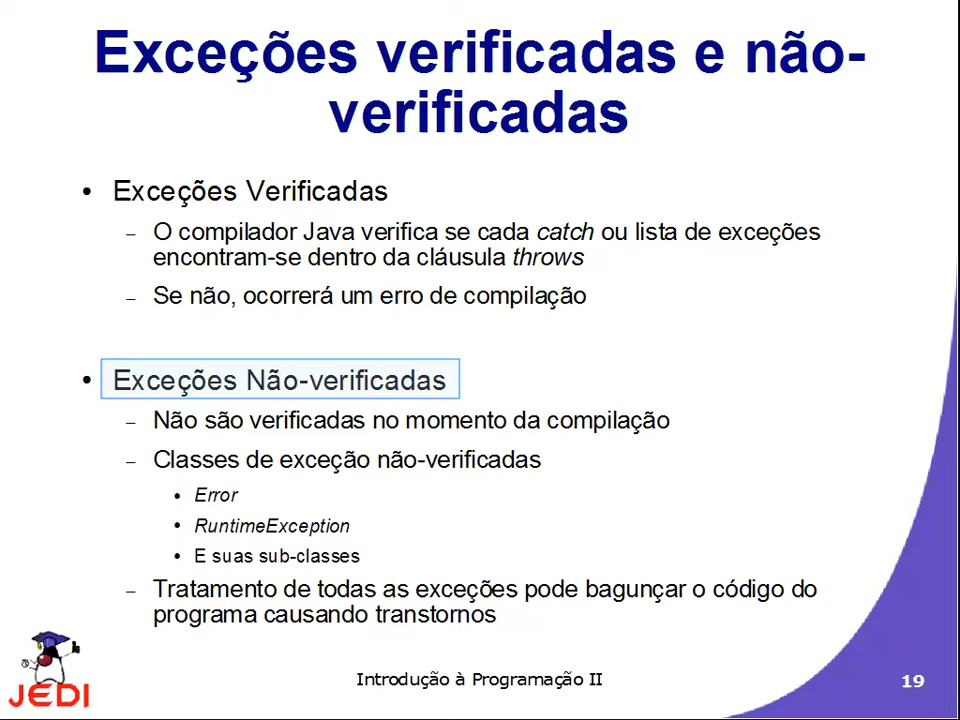 Exceções verificadas e não-
verificadas
• Exceções Verificadas
– O compilador Java verifica se cada catch ou lista de exceções
encontram-se dentro da cláusula throws
– Se não, ocorrerá um erro de compilação
• Exceções Não-verificadas
– Não são verificadas no momento da compilação
– Classes de exceção não-verificadas
• Error
• RuntimeException
• E suas sub-classes
– Tratamento de todas as exceções pode bagunçar o código do
programa causando transtornos
JEDI
Introdução à Programação II
19